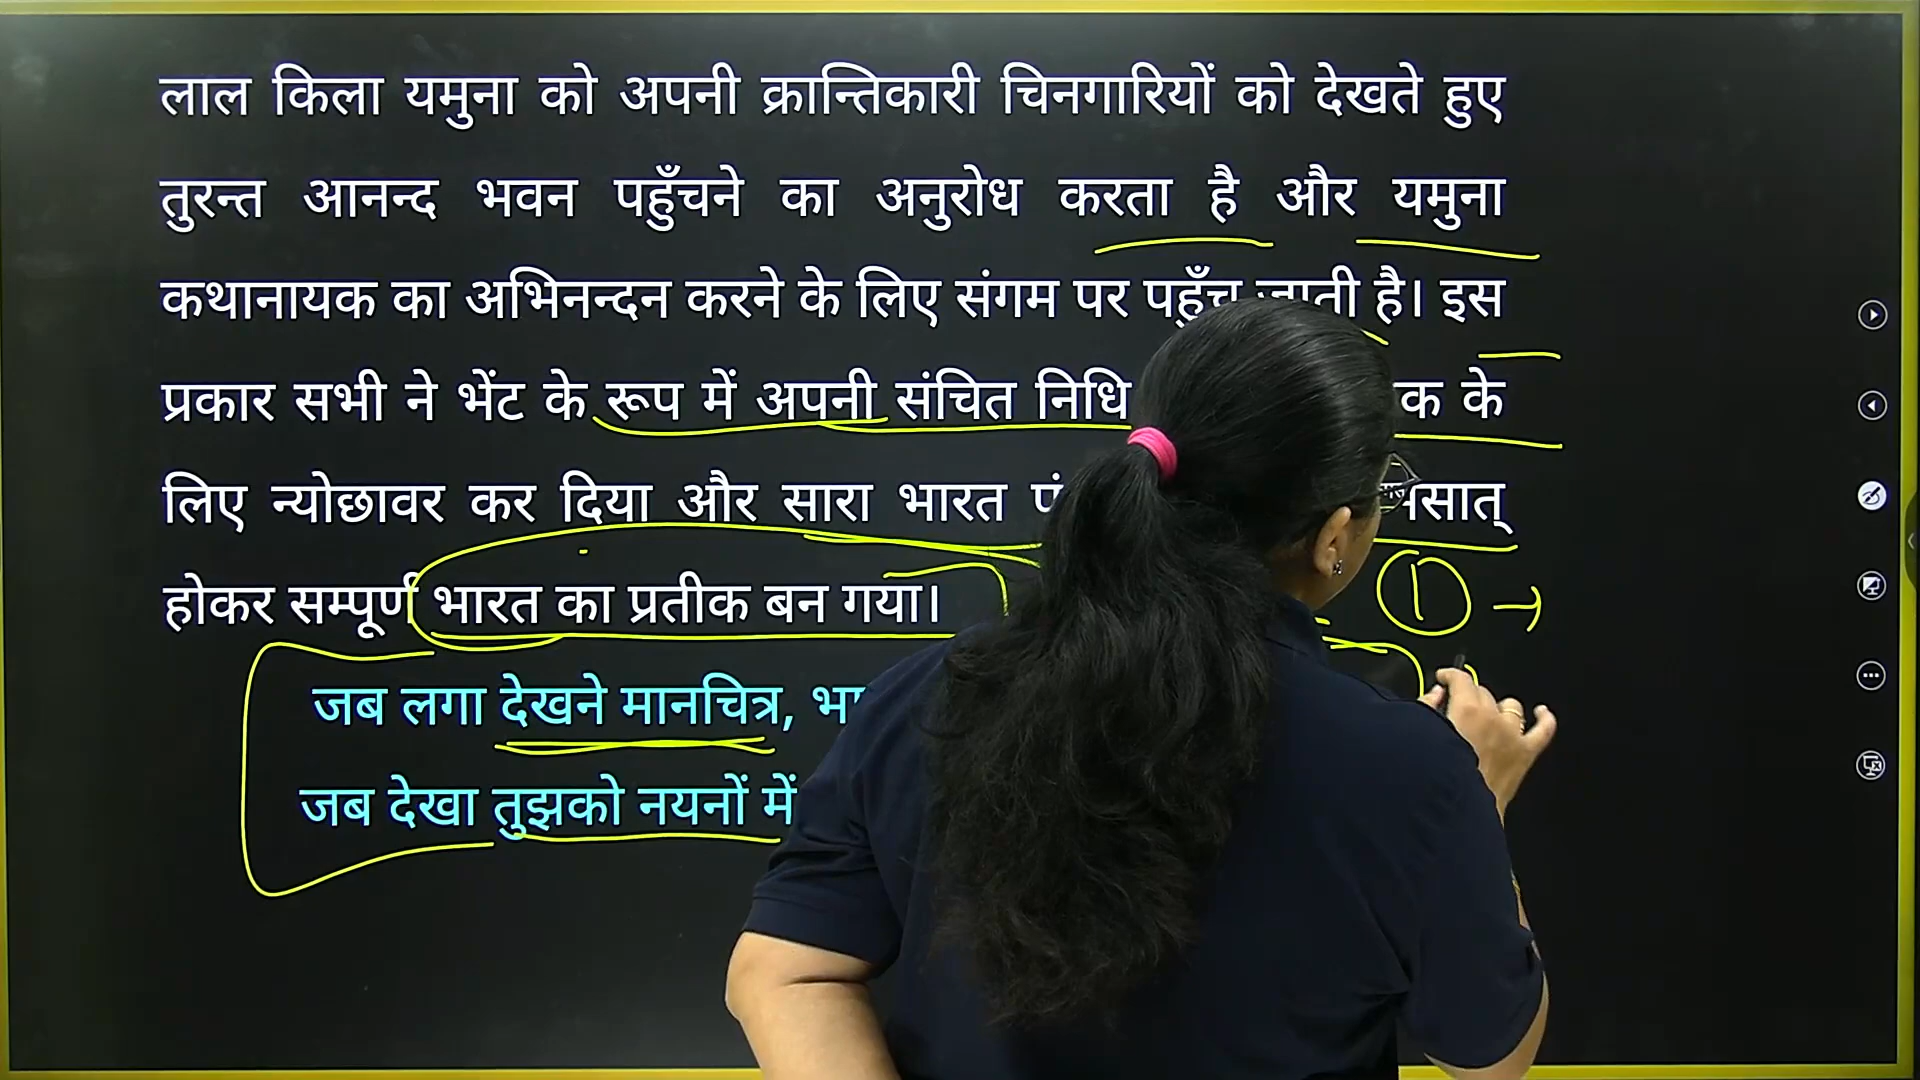 लाल किला यमुना को अपनी क्रान्तिकारी चिनगारियों को देखते हुए
तुरन्त आनन्द भवन पहुँचने का अनुरोध करता है और यमुना
कथानायक का अभिनन्दन करने के लिए संगम पर पहुँच जाती है। इस
प्रकार सभी ने भेंट के रूप में अपनी संचित निधि के
लिए न्योछावर कर दिया और सारा भारत
होकर सम्पूर्ण भारत का प्रतीक बन गया।
1 →
जब लगा देखने मानचित्र,
जब देखा तुझको नयनों में